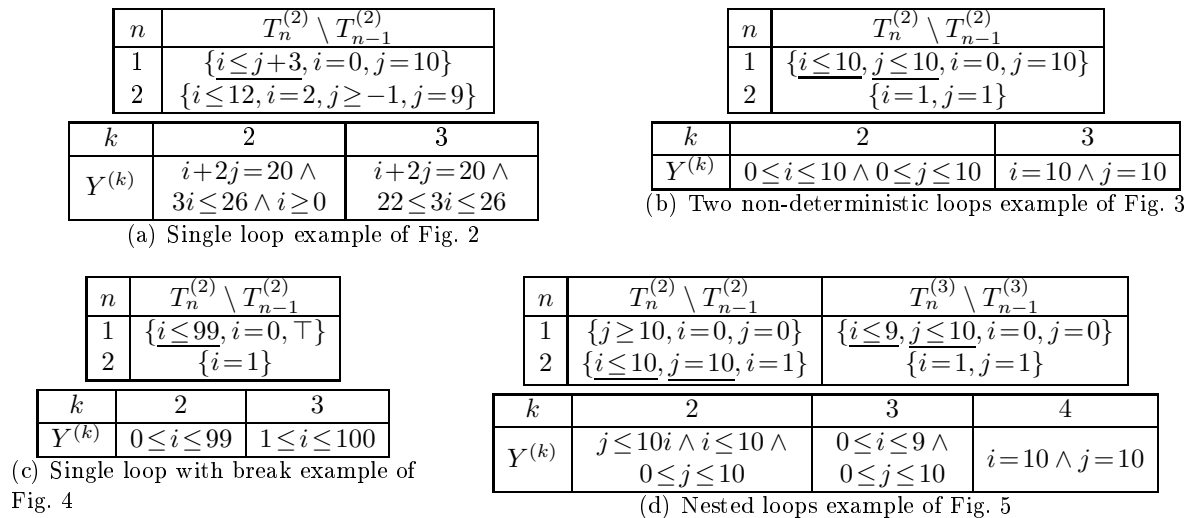 n T_n^{(2)} \ T_{n-1}^{(2)}
1 {i≤j+3, i=0, j=10}
2 {i≤12, i=2, j≥−1, j=9}
k 2 3
Y^{(k)} i+2j=20 ∧ 3i≤26 ∧ i≥0 i+2j=20 ∧ 22≤3i≤26
(a) Single loop example of Fig. 2
n T_n^{(2)} \ T_{n-1}^{(2)}
1 {i≤10, j≤10, i=0, j=10}
2 {i=1, j=1}
k 2 3
Y^{(k)} 0≤i≤10 ∧ 0≤j≤10 i=10 ∧ j=10
(b) Two non-deterministic loops example of Fig. 3
n T_n^{(2)} \ T_{n-1}^{(2)}
1 {i≤99, i=0, ⊤}
2 {i=1}
k 2 3
Y^{(k)} 0≤i≤99 1≤i≤100
(c) Single loop with break example of
Fig. 4
n T_n^{(2)} \ T_{n-1}^{(2)} T_n^{(3)} \ T_{n-1}^{(3)}
1 {j≥10, i=0, j=0} {i≤9, j≤10, i=0, j=0}
2 {i≤10, j=10, i=1} {i=1, j=1}
k 2 3 4
Y^{(k)} j≤10i ∧ i≤10 ∧ 0≤j≤10 0≤i≤9 ∧ 0≤j≤10 i=10 ∧ j=10
(d) Nested loops example of Fig. 5